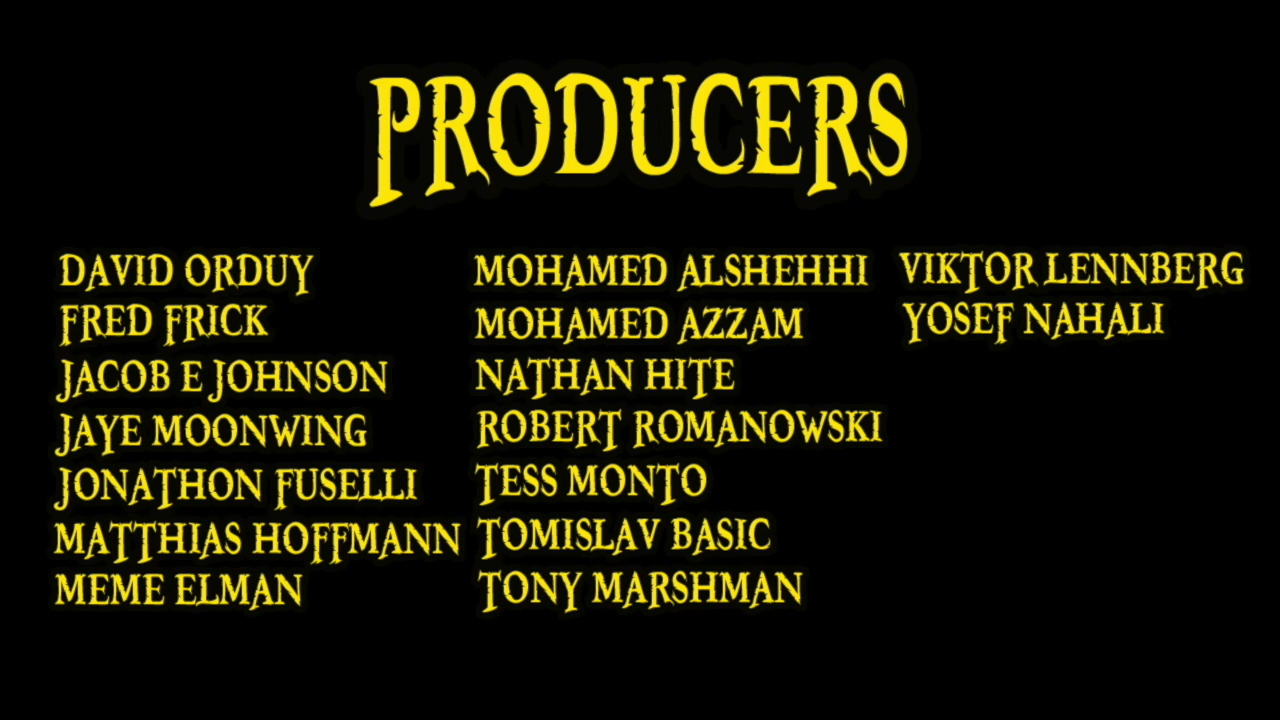 PRODUCERS
DAVID ORDUY
FRED FRICK
JACOB E JOHNSON
JAYE MOONWING
JONATHON FUSELLI
MATTHIAS HOFFMANN
MEME ELMAN
MOHAMED ALSHEHHI
MOHAMED AZZAM
NATHAN HITE
ROBERT ROMANOWSKI
TESS MONTO
TOMISLAV BASIC
TONY MARSHMAN
VIKTOR LENNBERG
YOSEF NAHALI